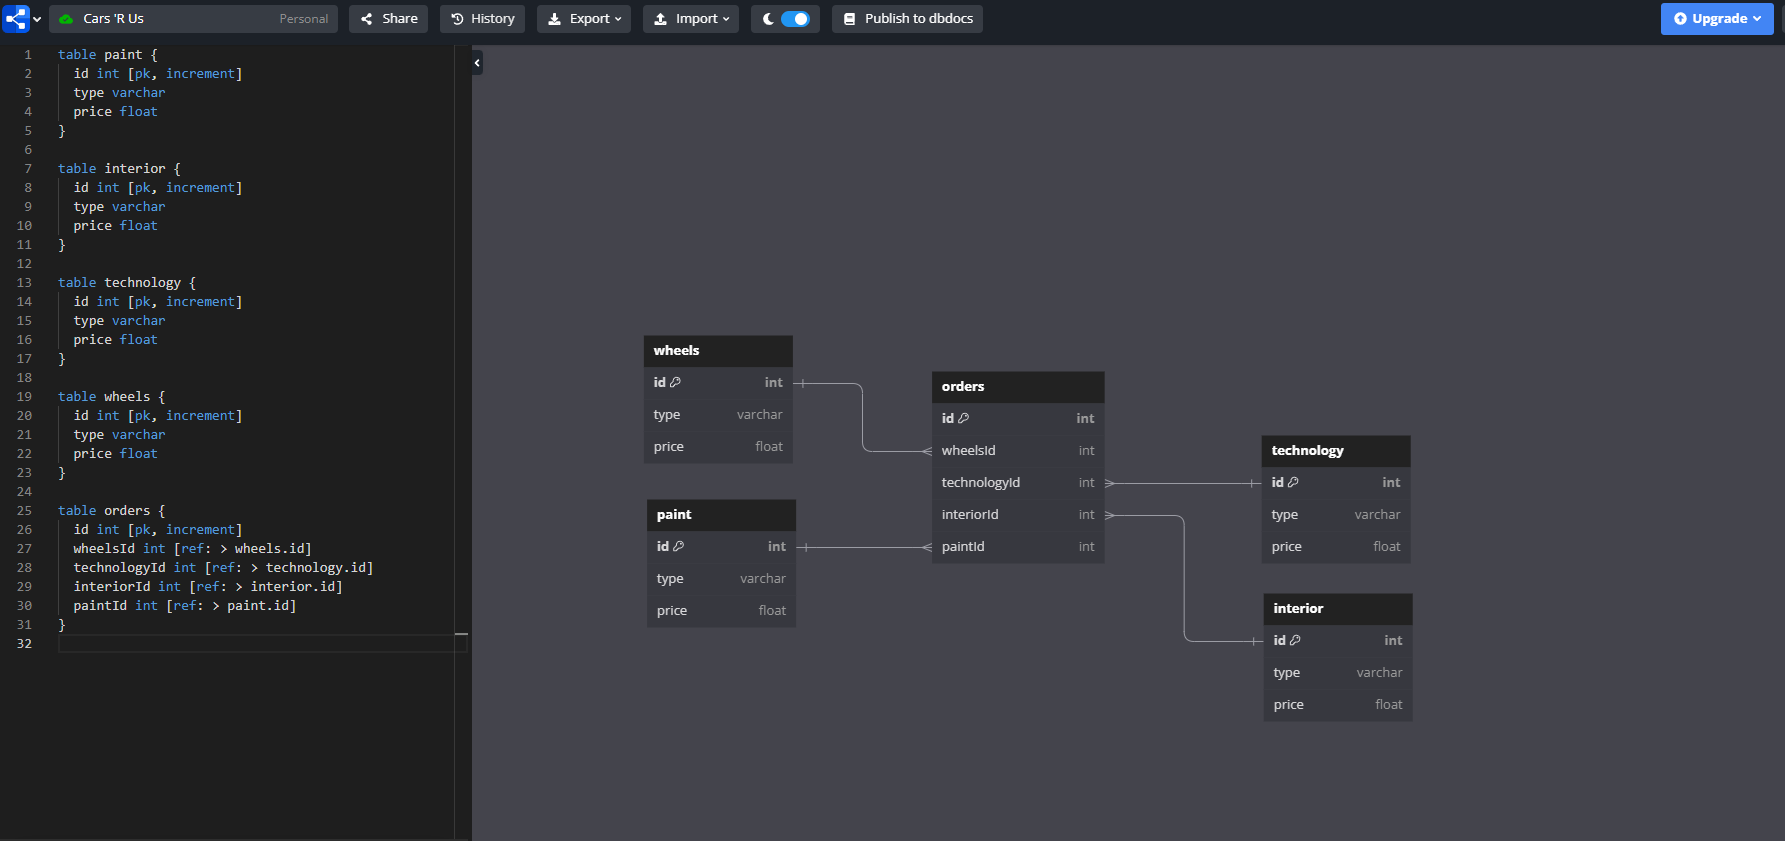 Cars 'R Us Personal Share History Export Import Publish to dbdocs Upgrade
1 table paint {
2 id int [pk, increment]
3 type varchar
4 price float
5 }
6
7 table interior {
8 id int [pk, increment]
9 type varchar
10 price float
11 }
12
13 table technology {
14 id int [pk, increment]
15 type varchar
16 price float
17 }
18
19 table wheels {
20 id int [pk, increment]
21 type varchar
22 price float
23 }
24
25 table orders {
26 id int [pk, increment]
27 wheelsId int [ref: > wheels.id]
28 technologyId int [ref: > technology.id]
29 interiorId int [ref: > interior.id]
30 paintId int [ref: > paint.id]
31 }
32
wheels
id int
type varchar
price float
paint
id int
type varchar
price float
orders
id int
wheelsId int
technologyId int
interiorId int
paintId int
technology
id int
type varchar
price float
interior
id int
type varchar
price float